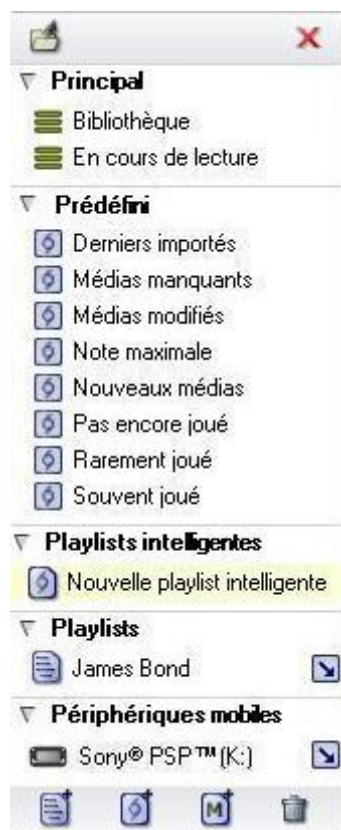 Principal
Bibliothèque
En cours de lecture
Prédéfini
Derniers importés
Médias manquants
Médias modifiés
Note maximale
Nouveaux médias
Pas encore joué
Rarement joué
Souvent joué
Playlists intelligentes
Nouvelle playlist intelligente
Playlists
James Bond
Périphériques mobiles
Sony® PSP™ (K:)
M